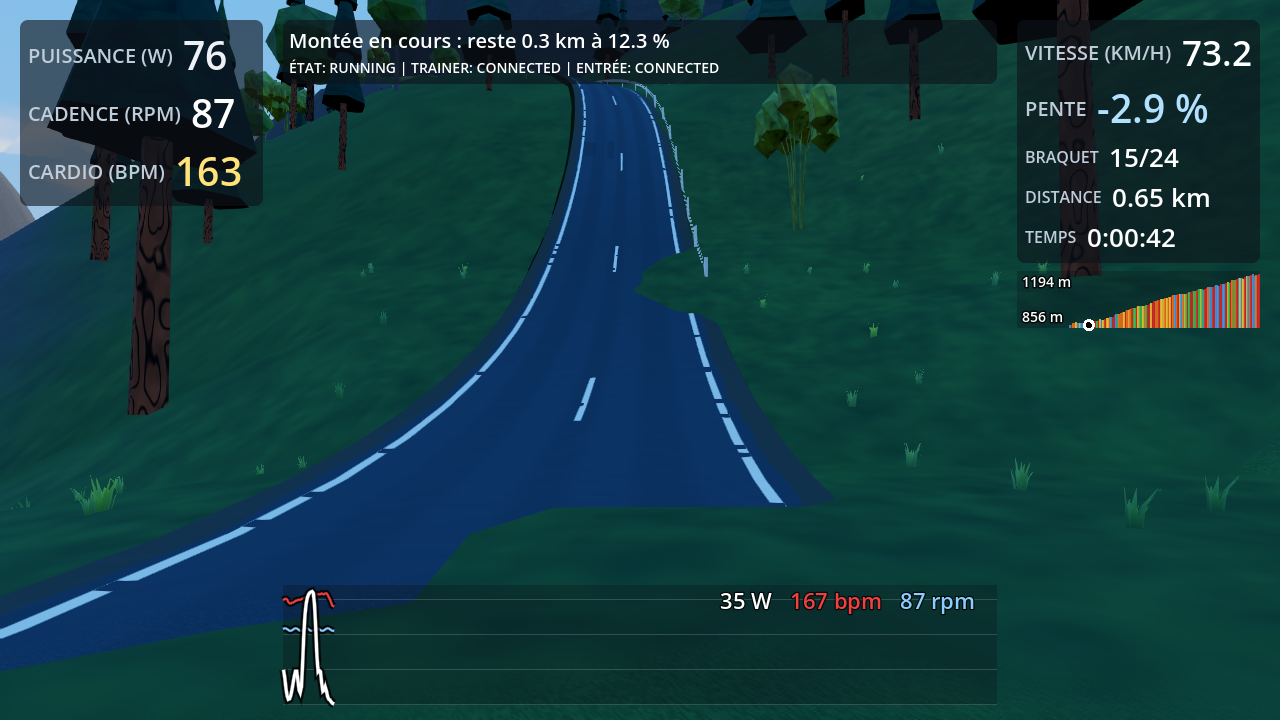 PUISSANCE (W) 76
CADENCE (RPM) 87
CARDIO (BPM) 163
Montée en cours : reste 0.3 km à 12.3 %
ÉTAT: RUNNING | TRAINER: CONNECTED | ENTRÉE: CONNECTED
VITESSE (KM/H) 73.2
PENTE -2.9 %
BRAQUET 15/24
DISTANCE 0.65 km
TEMPS 0:00:42
1194 m
856 m
35 W 167 bpm 87 rpm